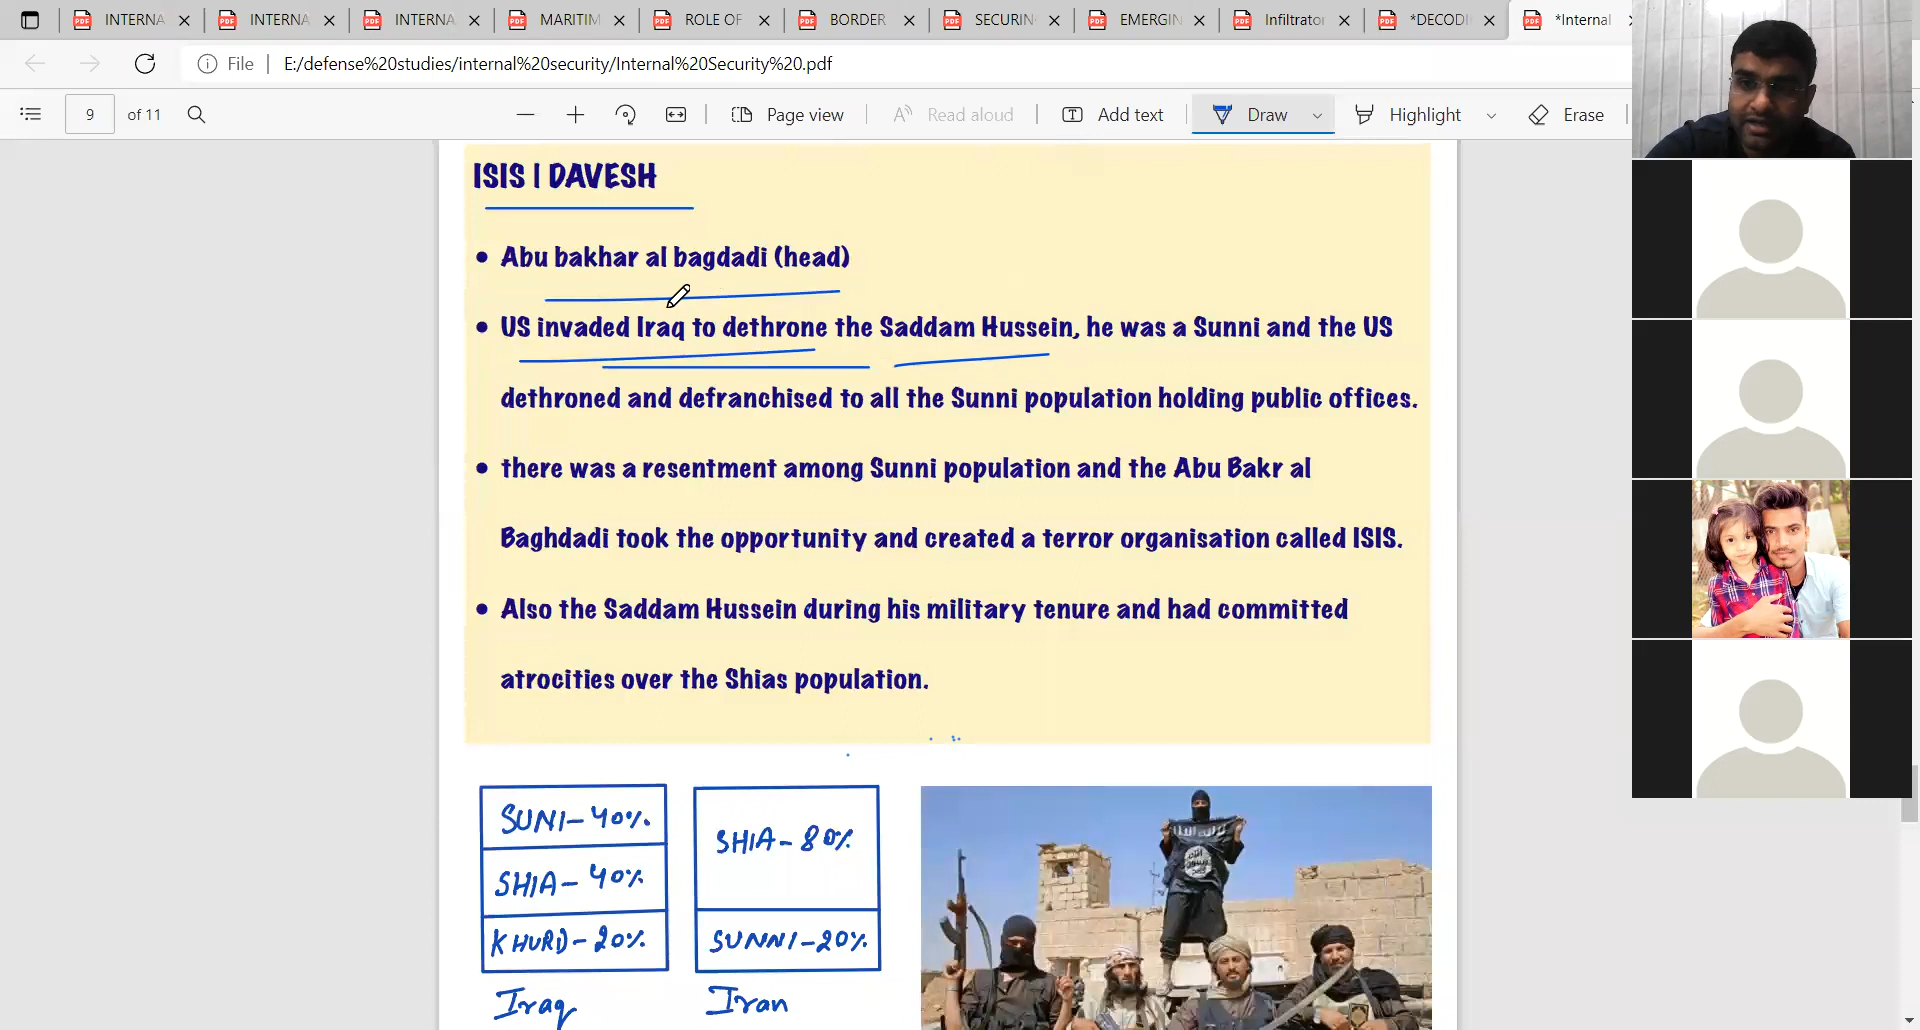 INTERNA
INTERNA
INTERNA
MARITIM
ROLE OF
BORDER
SECURIN
EMERGIN
Infiltrator
*DECODI
*Internal
File
E:/defense%20studies/internal%20security/Internal%20Security%20.pdf
9 of 11
Page view
Read aloud
Add text
Draw
Highlight
Erase
ISIS | DAVESH
• Abu bakhar al bagdadi (head)
• US invaded Iraq to dethrone the Saddam Hussein, he was a Sunni and the US
dethroned and defranchised to all the Sunni population holding public offices.
• there was a resentment among Sunni population and the Abu Bakr al
Baghdadi took the opportunity and created a terror organisation called ISIS.
• Also the Saddam Hussein during his military tenure and had committed
atrocities over the Shias population.
SUNI - 40%
SHIA - 40%
KHURD - 20%
Iraq
SHIA - 80%
SUNNI - 20%
Iran